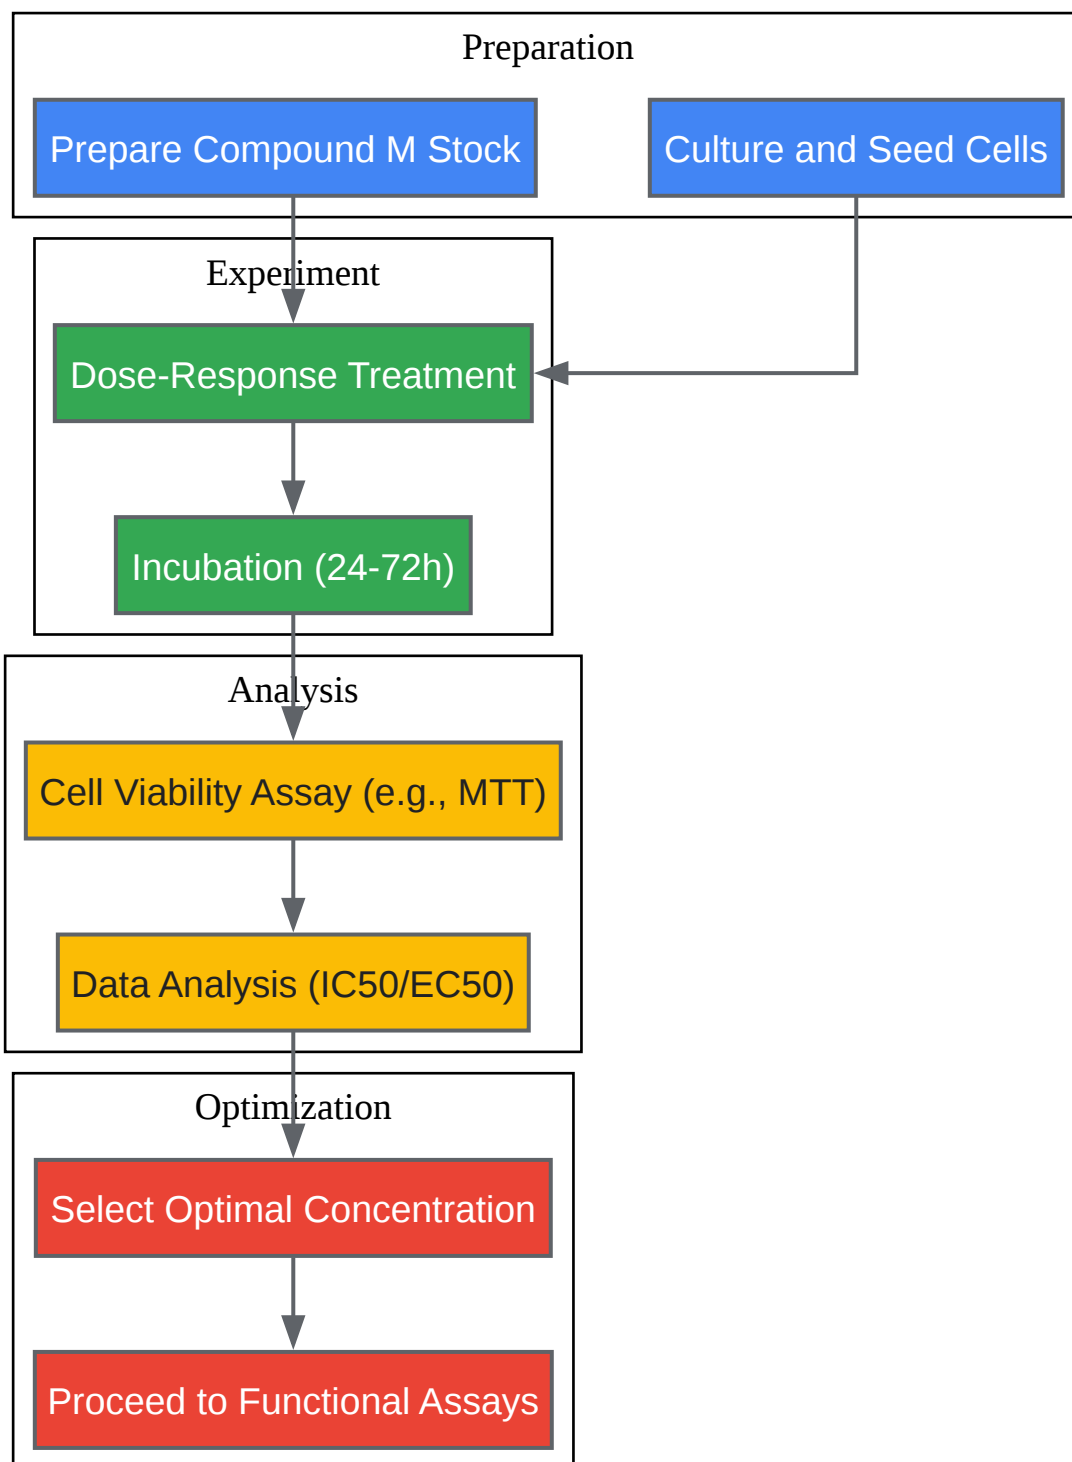 Preparation
Prepare Compound M Stock
Culture and Seed Cells
Experiment
Dose-Response Treatment
Incubation (24-72h)
Analysis
Cell Viability Assay (e.g., MTT)
Data Analysis (IC50/EC50)
Optimization
Select Optimal Concentration
Proceed to Functional Assays